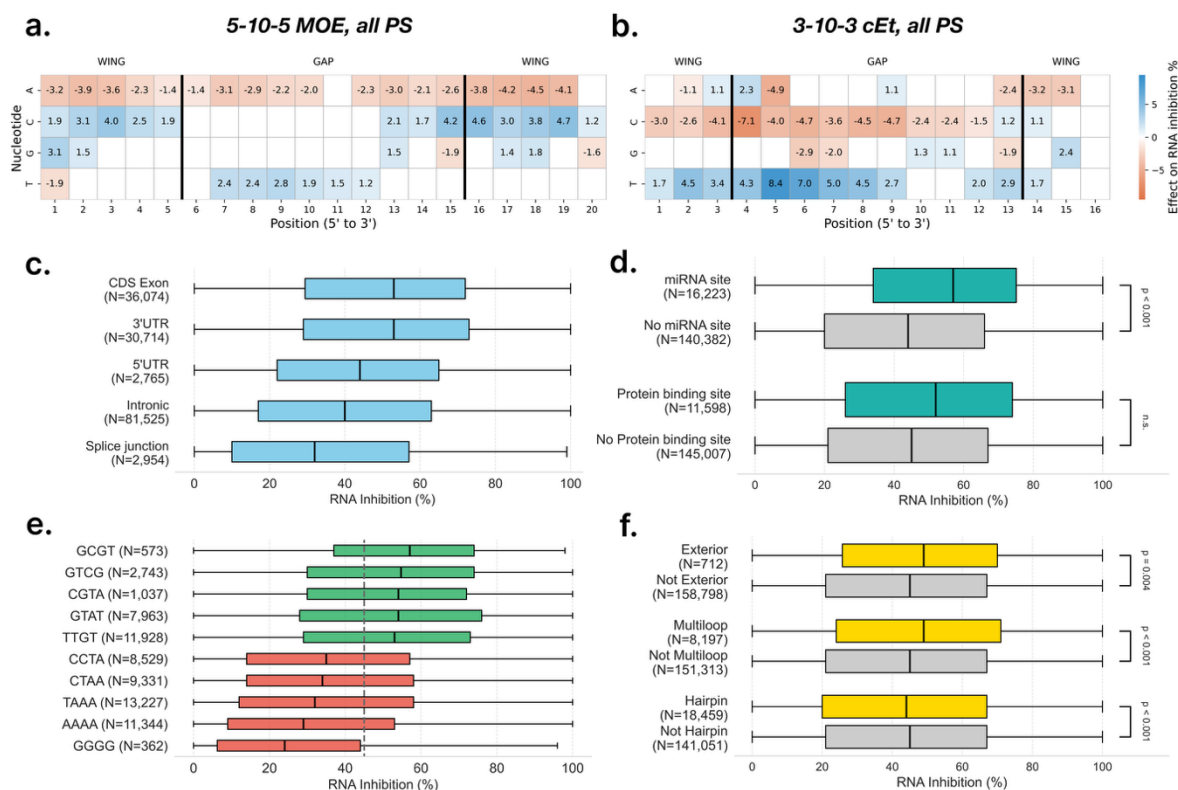 a.
5-10-5 MOE, all PS
WING
GAP
WING
Nucleotide
A
-3.2 -3.9 -3.6 -2.3 -1.4 -1.4 -3.1 -2.9 -2.2 -2.0 -2.3 -3.0 -2.1 -2.6 -3.8 -4.2 -4.5 -4.1
C
1.9 3.1 4.0 2.5 1.9 2.1 1.7 4.2 4.6 3.0 3.8 4.7 1.2
G
3.1 1.5 1.5 -1.9 1.4 1.8 -1.6
T
-1.9 2.4 2.4 2.8 1.9 1.5 1.2
1 2 3 4 5 6 7 8 9 10 11 12 13 14 15 16 17 18 19 20
Position (5' to 3')
b.
3-10-3 cEt, all PS
WING
GAP
WING
A
-1.1 1.1 2.3 -4.9 1.1 -2.4 -3.2 -3.1
C
-3.0 -2.6 -4.1 -7.1 -4.0 -4.7 -3.6 -4.5 -4.7 -2.6 -2.4 -1.5 1.2 1.1
G
-2.9 -2.0 1.3 1.1 -1.9 2.4
T
1.7 4.5 3.4 4.3 8.4 7.0 5.0 4.5 2.7 2.0 2.9 1.7
1 2 3 4 5 6 7 8 9 10 11 12 13 14 15 16
Position (5' to 3')
5
0
−5
Effect on RNA inhibition %
c.
CDS Exon
(N=36,074)
3'UTR
(N=30,714)
5'UTR
(N=2,765)
Intronic
(N=81,525)
Splice junction
(N=2,954)
0 20 40 60 80 100
RNA Inhibition (%)
d.
miRNA site
(N=16,223)
No miRNA site
(N=140,382)
p < 0.001
Protein binding site
(N=11,598)
No Protein binding site
(N=145,007)
n.s.
0 20 40 60 80 100
RNA Inhibition (%)
e.
GCGT (N=573)
GTCG (N=2,743)
CGTA (N=1,037)
GTAT (N=7,963)
TTGT (N=11,928)
CCTA (N=8,529)
CTAA (N=9,331)
TAAA (N=13,227)
AAAA (N=11,344)
GGGG (N=362)
0 20 40 60 80 100
RNA Inhibition (%)
f.
Exterior
(N=712)
Not Exterior
(N=158,798)
p = 0.004
Multiloop
(N=8,197)
Not Multiloop
(N=151,313)
p < 0.001
Hairpin
(N=18,459)
Not Hairpin
(N=141,051)
p < 0.001
0 20 40 60 80 100
RNA Inhibition (%)